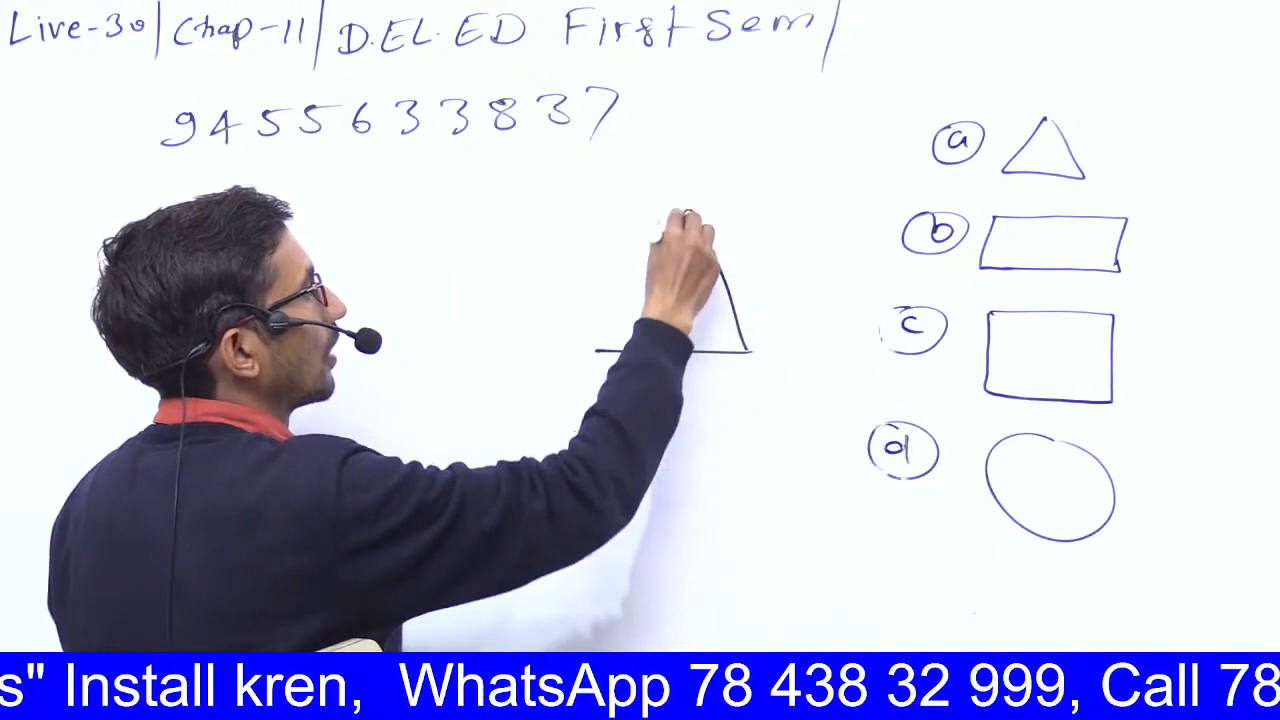 Live-30/Chap-11/D.EL.ED First Sem/
9455633837
a
b
c
d
s" Install kren, WhatsApp 78 438 32 999, Call 78